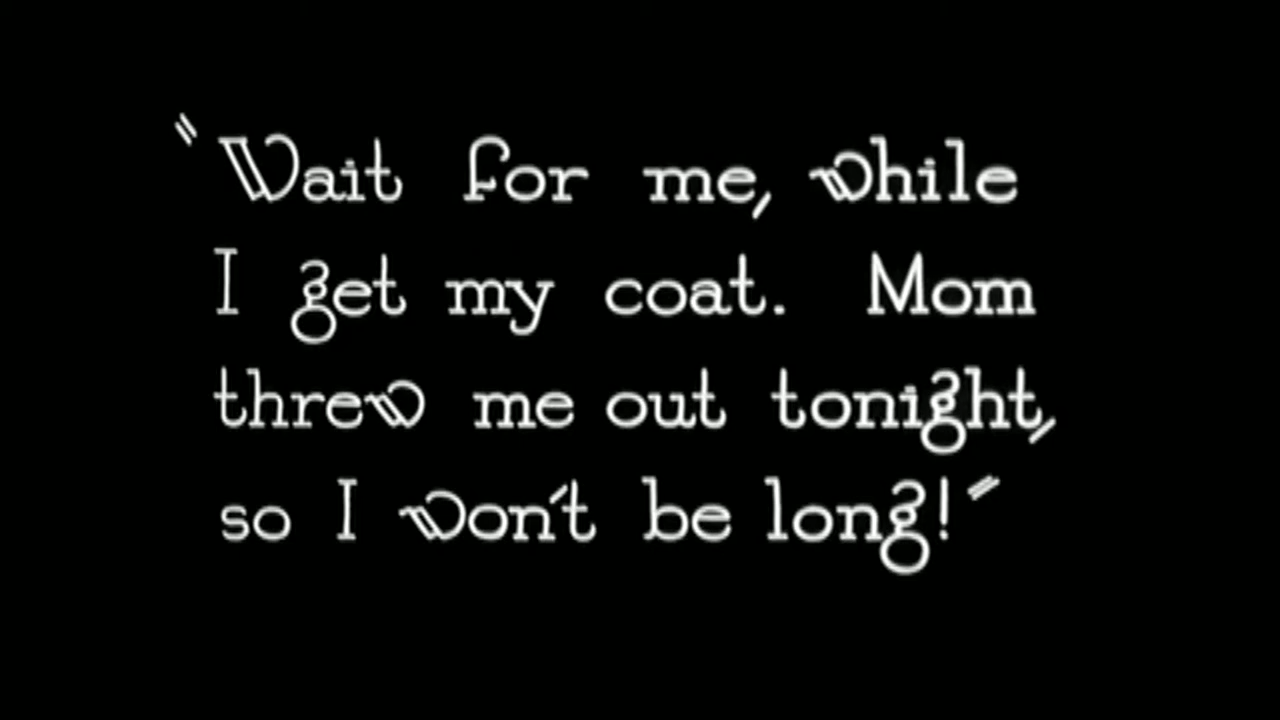 "Wait for me, while
I get my coat. Mom
threw me out tonight,
so I won't be long!"